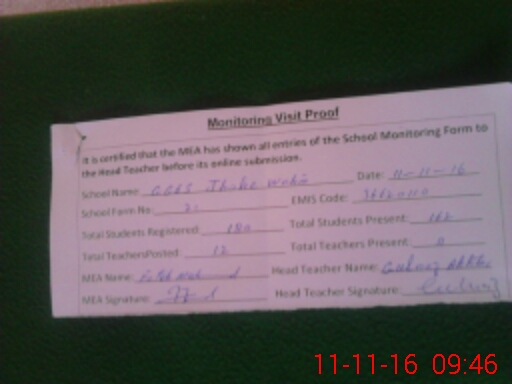 Monitoring Visit Proof
It is certified that the MEA has shown all entries of the School Monitoring Form to
the Head Teacher before its online submission.
School Name: Date: 11-11-16
School Farm No: EMIS Code:
Total Students Registered: 180 Total Students Present: 162
Total TeachersPosted: 12 Total Teachers Present:
MEA Name: Head Teacher Name:
MEA Signature: Head Teacher Signature:
11-11-16 09:46